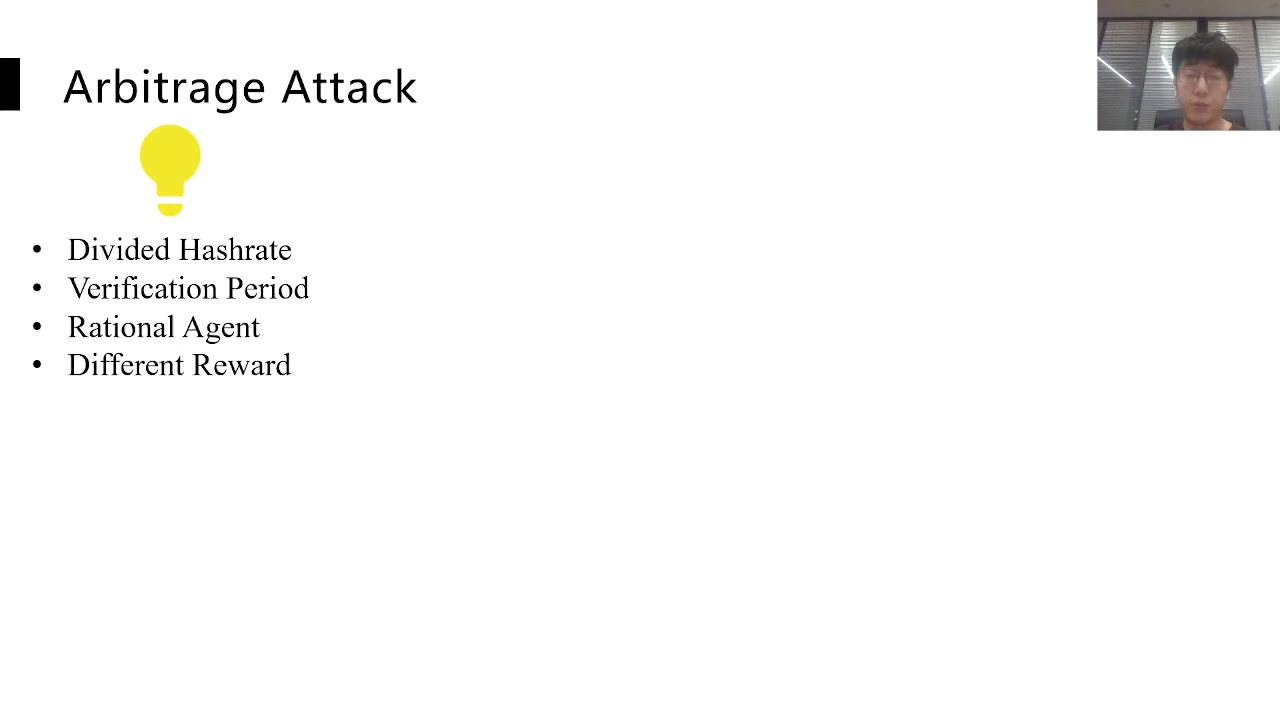 Arbitrage Attack
• Divided Hashrate
• Verification Period
• Rational Agent
• Different Reward